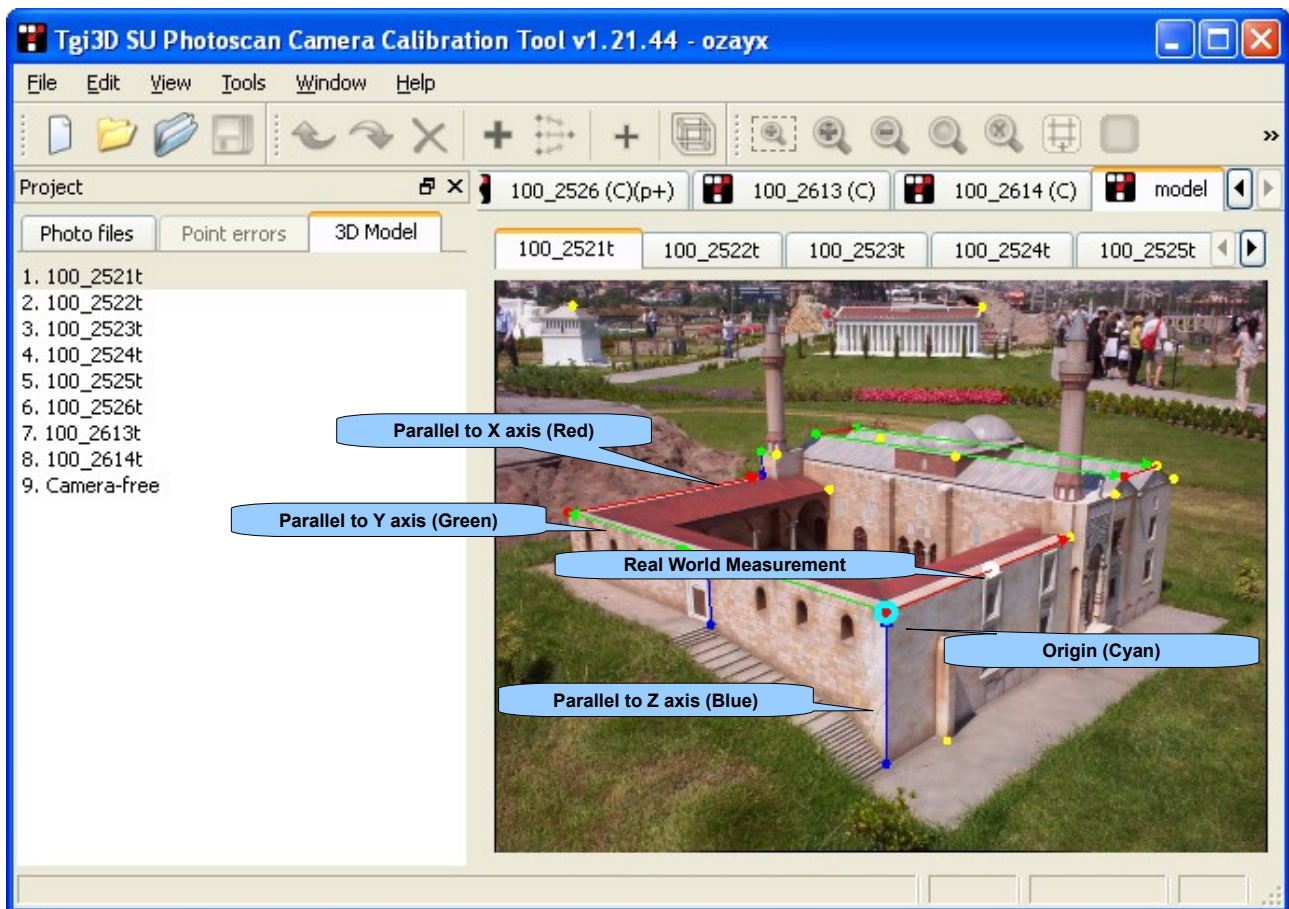 Tgi3D SU Photoscan Camera Calibration Tool v1.21.44 - ozayx
File Edit View Tools Window Help
»
Project
100_2526 (C)(p+) 100_2613 (C) 100_2614 (C) model
Photo files Point errors 3D Model
100_2521t 100_2522t 100_2523t 100_2524t 100_2525t
1. 100_2521t
2. 100_2522t
3. 100_2523t
4. 100_2524t
5. 100_2525t
6. 100_2526t
7. 100_2613t
8. 100_2614t
9. Camera-free
Parallel to X axis (Red)
Parallel to Y axis (Green)
Real World Measurement
Origin (Cyan)
Parallel to Z axis (Blue)